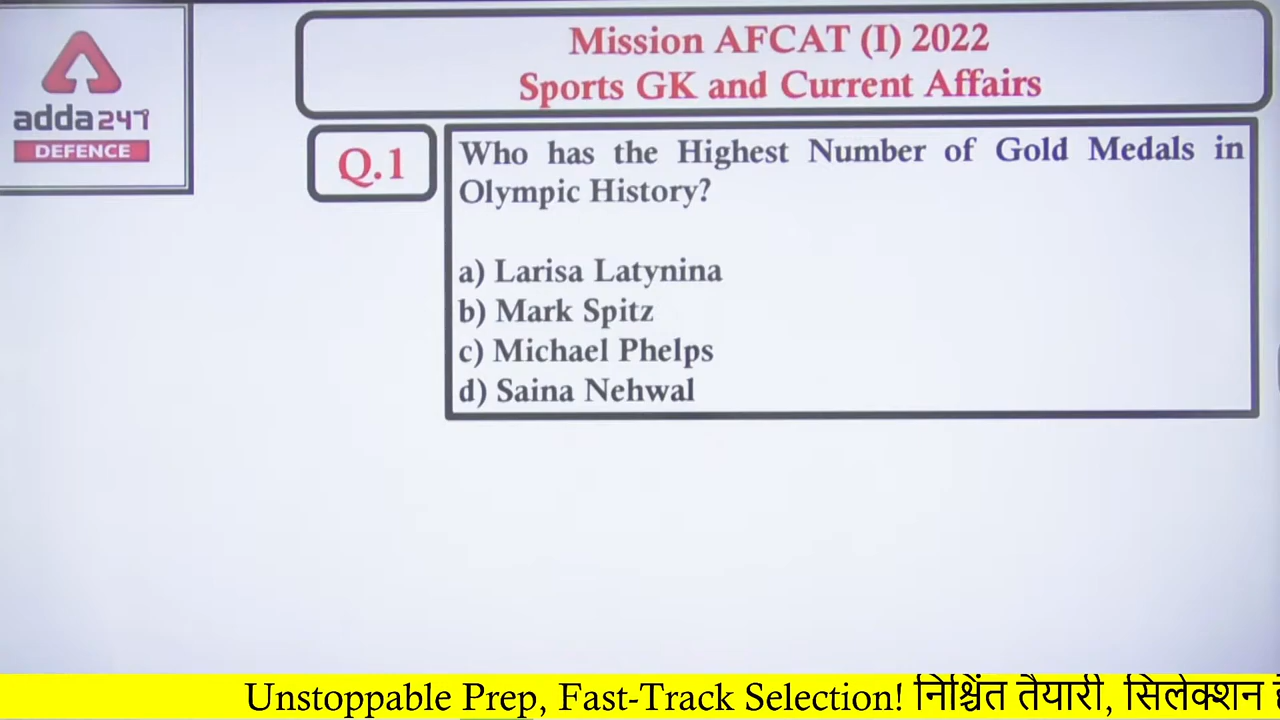 adda247
DEFENCE
Mission AFCAT (I) 2022
Sports GK and Current Affairs
Q.1
Who has the Highest Number of Gold Medals in
Olympic History?
a) Larisa Latynina
b) Mark Spitz
c) Michael Phelps
d) Saina Nehwal
Unstoppable Prep, Fast-Track Selection! निश्चिंत तैयारी, सिलेक्शन